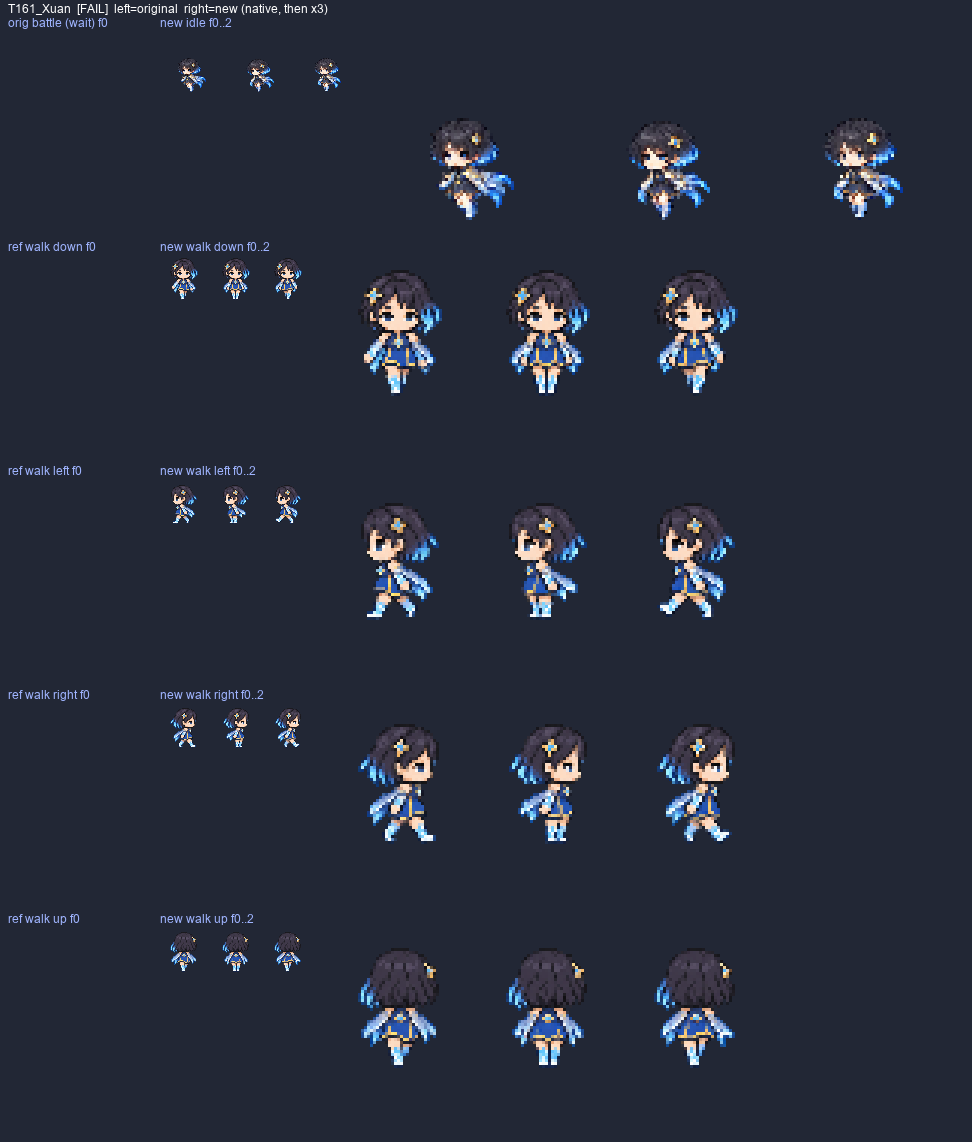 T161_Xuan [FAIL] left=original right=new (native, then x3)
orig battle (wait) f0 new idle f0..2
ref walk down f0 new walk down f0..2
ref walk left f0 new walk left f0..2
ref walk right f0 new walk right f0..2
ref walk up f0 new walk up f0..2